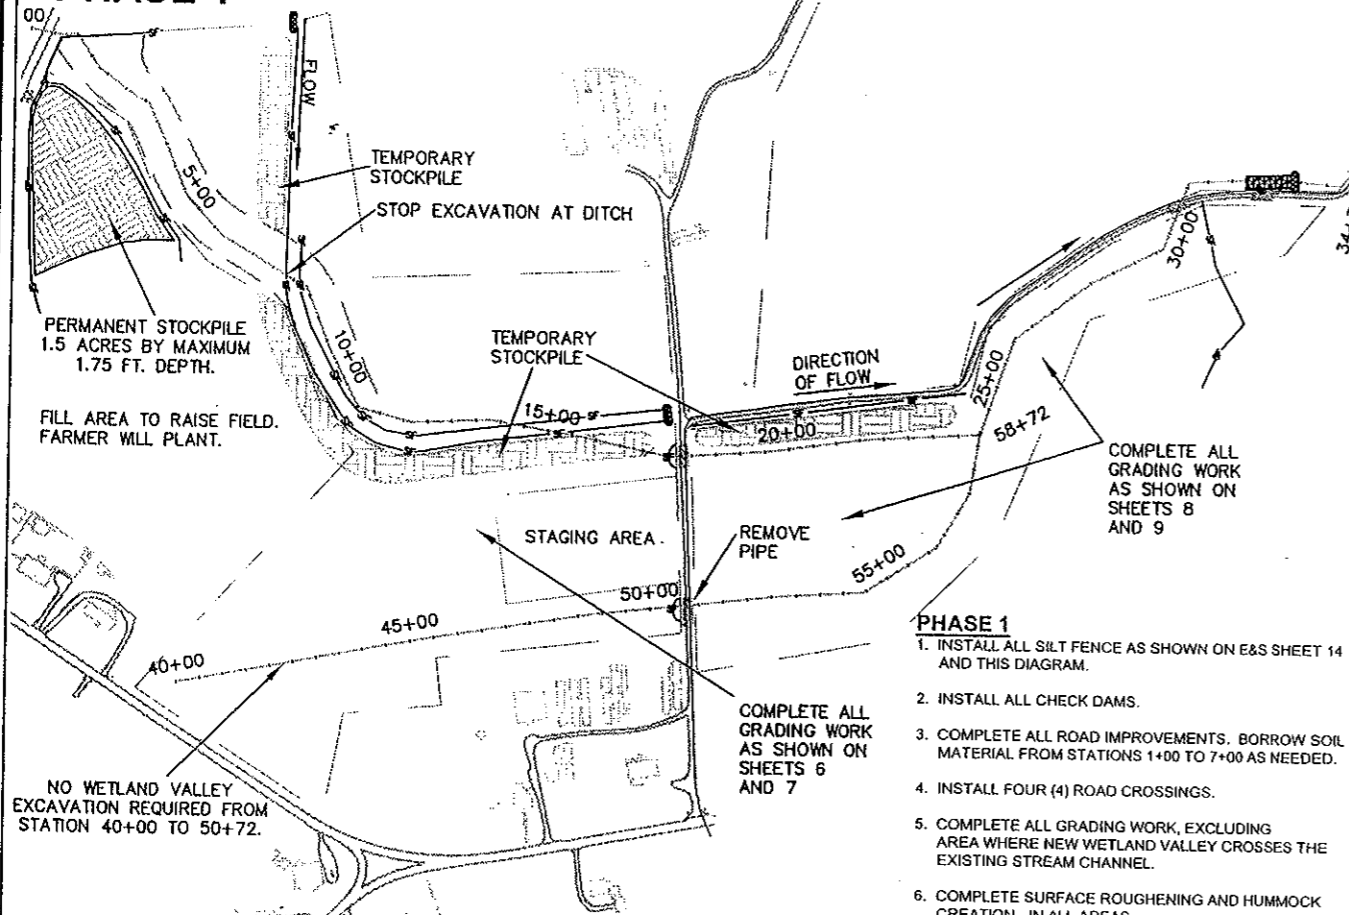 00
FLOW
TEMPORARY
STOCKPILE
STOP EXCAVATION AT DITCH
5+00
PERMANENT STOCKPILE
1.5 ACRES BY MAXIMUM
1.75 FT. DEPTH.
FILL AREA TO RAISE FIELD.
FARMER WILL PLANT.
10+00
TEMPORARY
STOCKPILE
15+00
SF
DIRECTION
OF FLOW
20+00
25+00
30+00
58+72
COMPLETE ALL
GRADING WORK
AS SHOWN ON
SHEETS 8
AND 9
STAGING AREA.
REMOVE
PIPE
55+00
50+00
45+00
40+00
NO WETLAND VALLEY
EXCAVATION REQUIRED FROM
STATION 40+00 TO 50+72.
COMPLETE ALL
GRADING WORK
AS SHOWN ON
SHEETS 6
AND 7
PHASE 1
1. INSTALL ALL SILT FENCE AS SHOWN ON E&S SHEET 14
AND THIS DIAGRAM.
2. INSTALL ALL CHECK DAMS.
3. COMPLETE ALL ROAD IMPROVEMENTS. BORROW SOIL
MATERIAL FROM STATIONS 1+00 TO 7+00 AS NEEDED.
4. INSTALL FOUR (4) ROAD CROSSINGS.
5. COMPLETE ALL GRADING WORK, EXCLUDING
AREA WHERE NEW WETLAND VALLEY CROSSES THE
EXISTING STREAM CHANNEL.
6. COMPLETE SURFACE ROUGHENING AND HUMMOCK
CREATION IN ALL AREAS